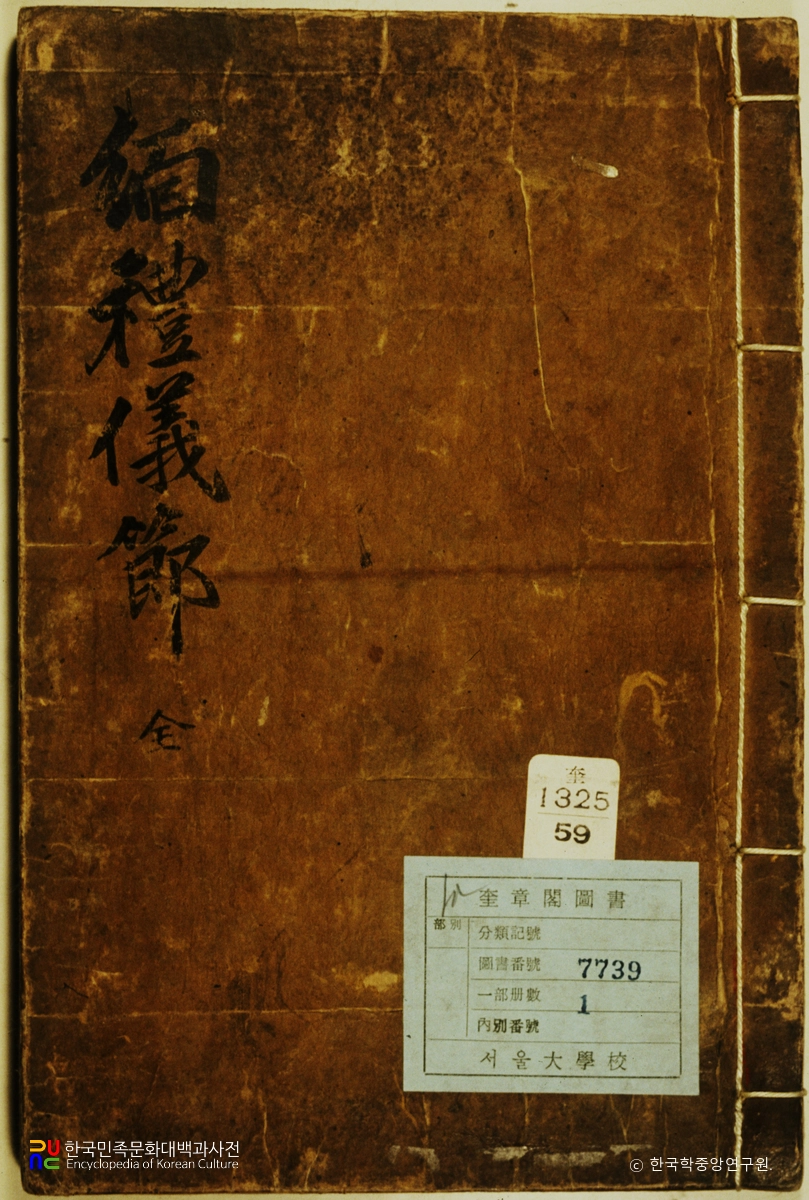 緬禮儀節 全
奎
1325
59
奎章閣圖書
部別
分類記號
圖書番號 7739
一部册數 1
內別番號
서울大學校
한국민족문화대백과사전
Encyclopedia of Korean Culture
ⓒ 한국학중앙연구원.